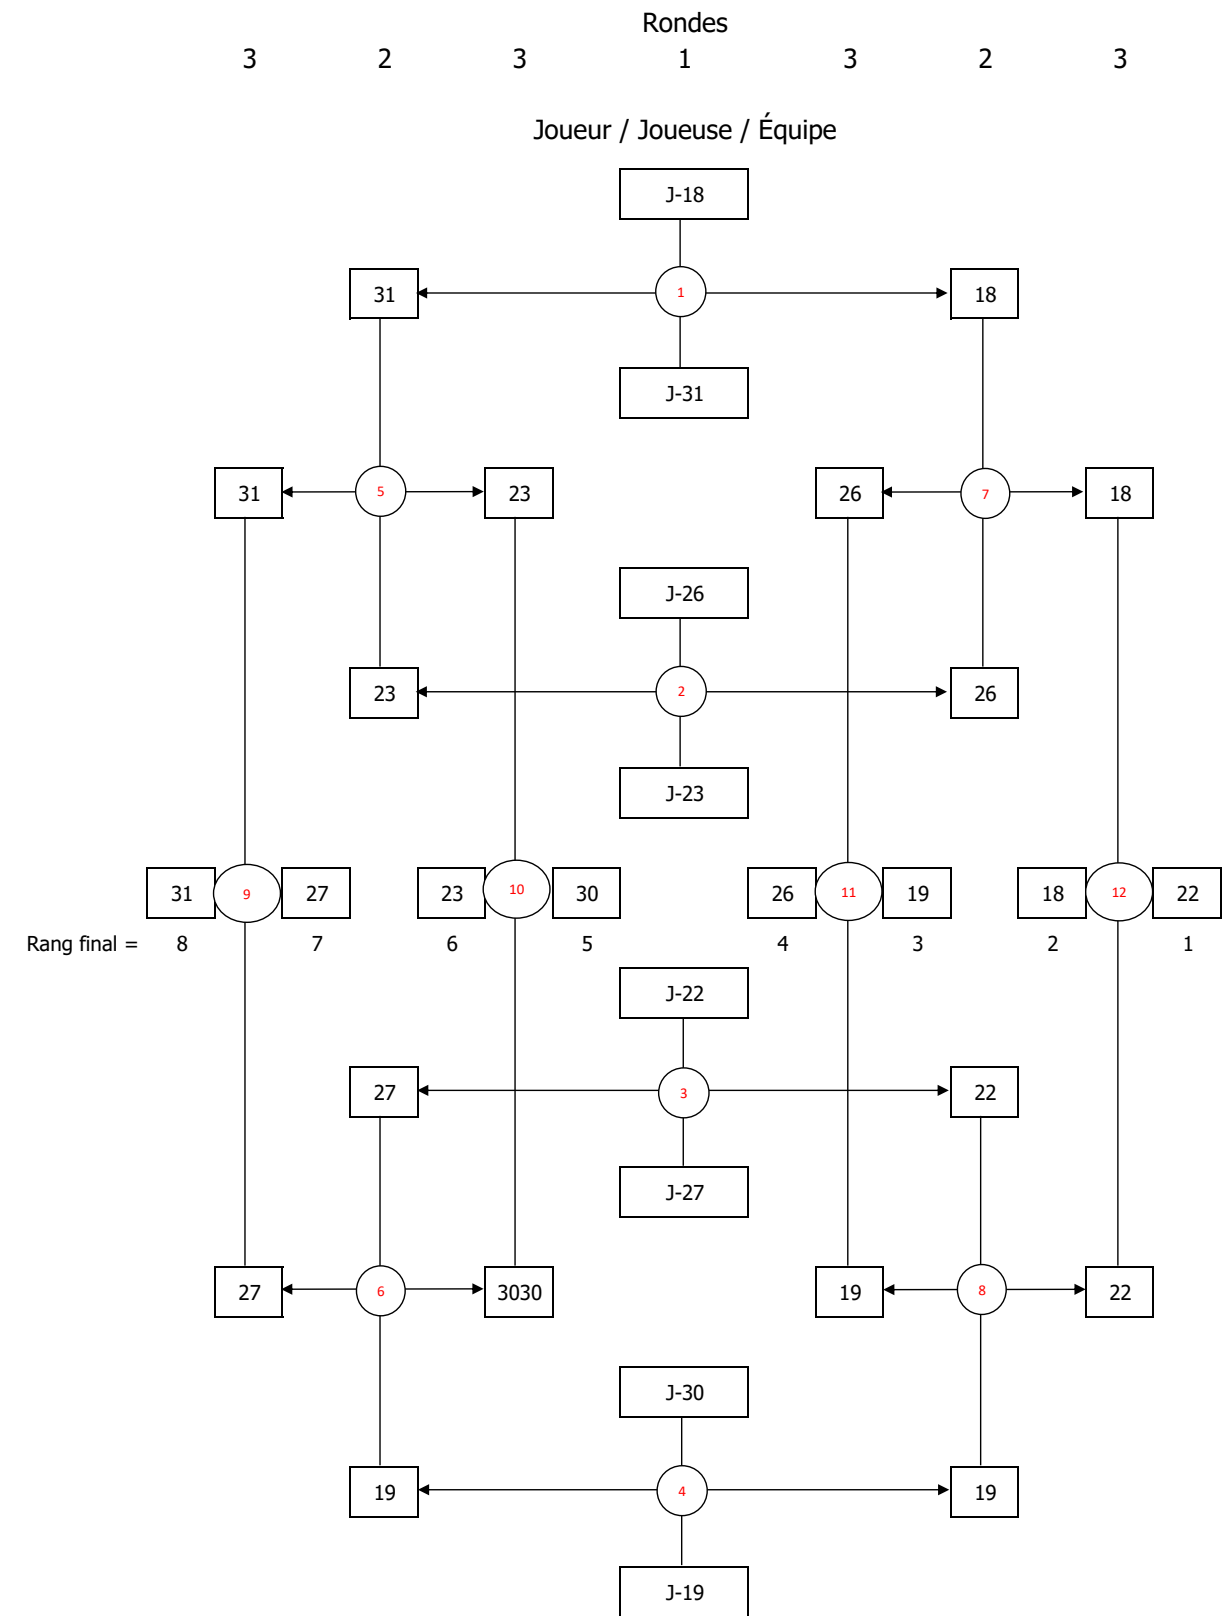 Rondes
3 2 3 1 3 2 3
Joueur / Joueuse / Équipe
J-18
31 1 18
J-31
31 5 23 26 7 18
J-26
23 2 26
J-23
31 9 27 23 10 30 26 11 19 18 12 22
Rang final = 8 7 6 5 4 3 2 1
J-22
27 3 22
J-27
27 6 3030 19 8 22
J-30
19 4 19
J-19